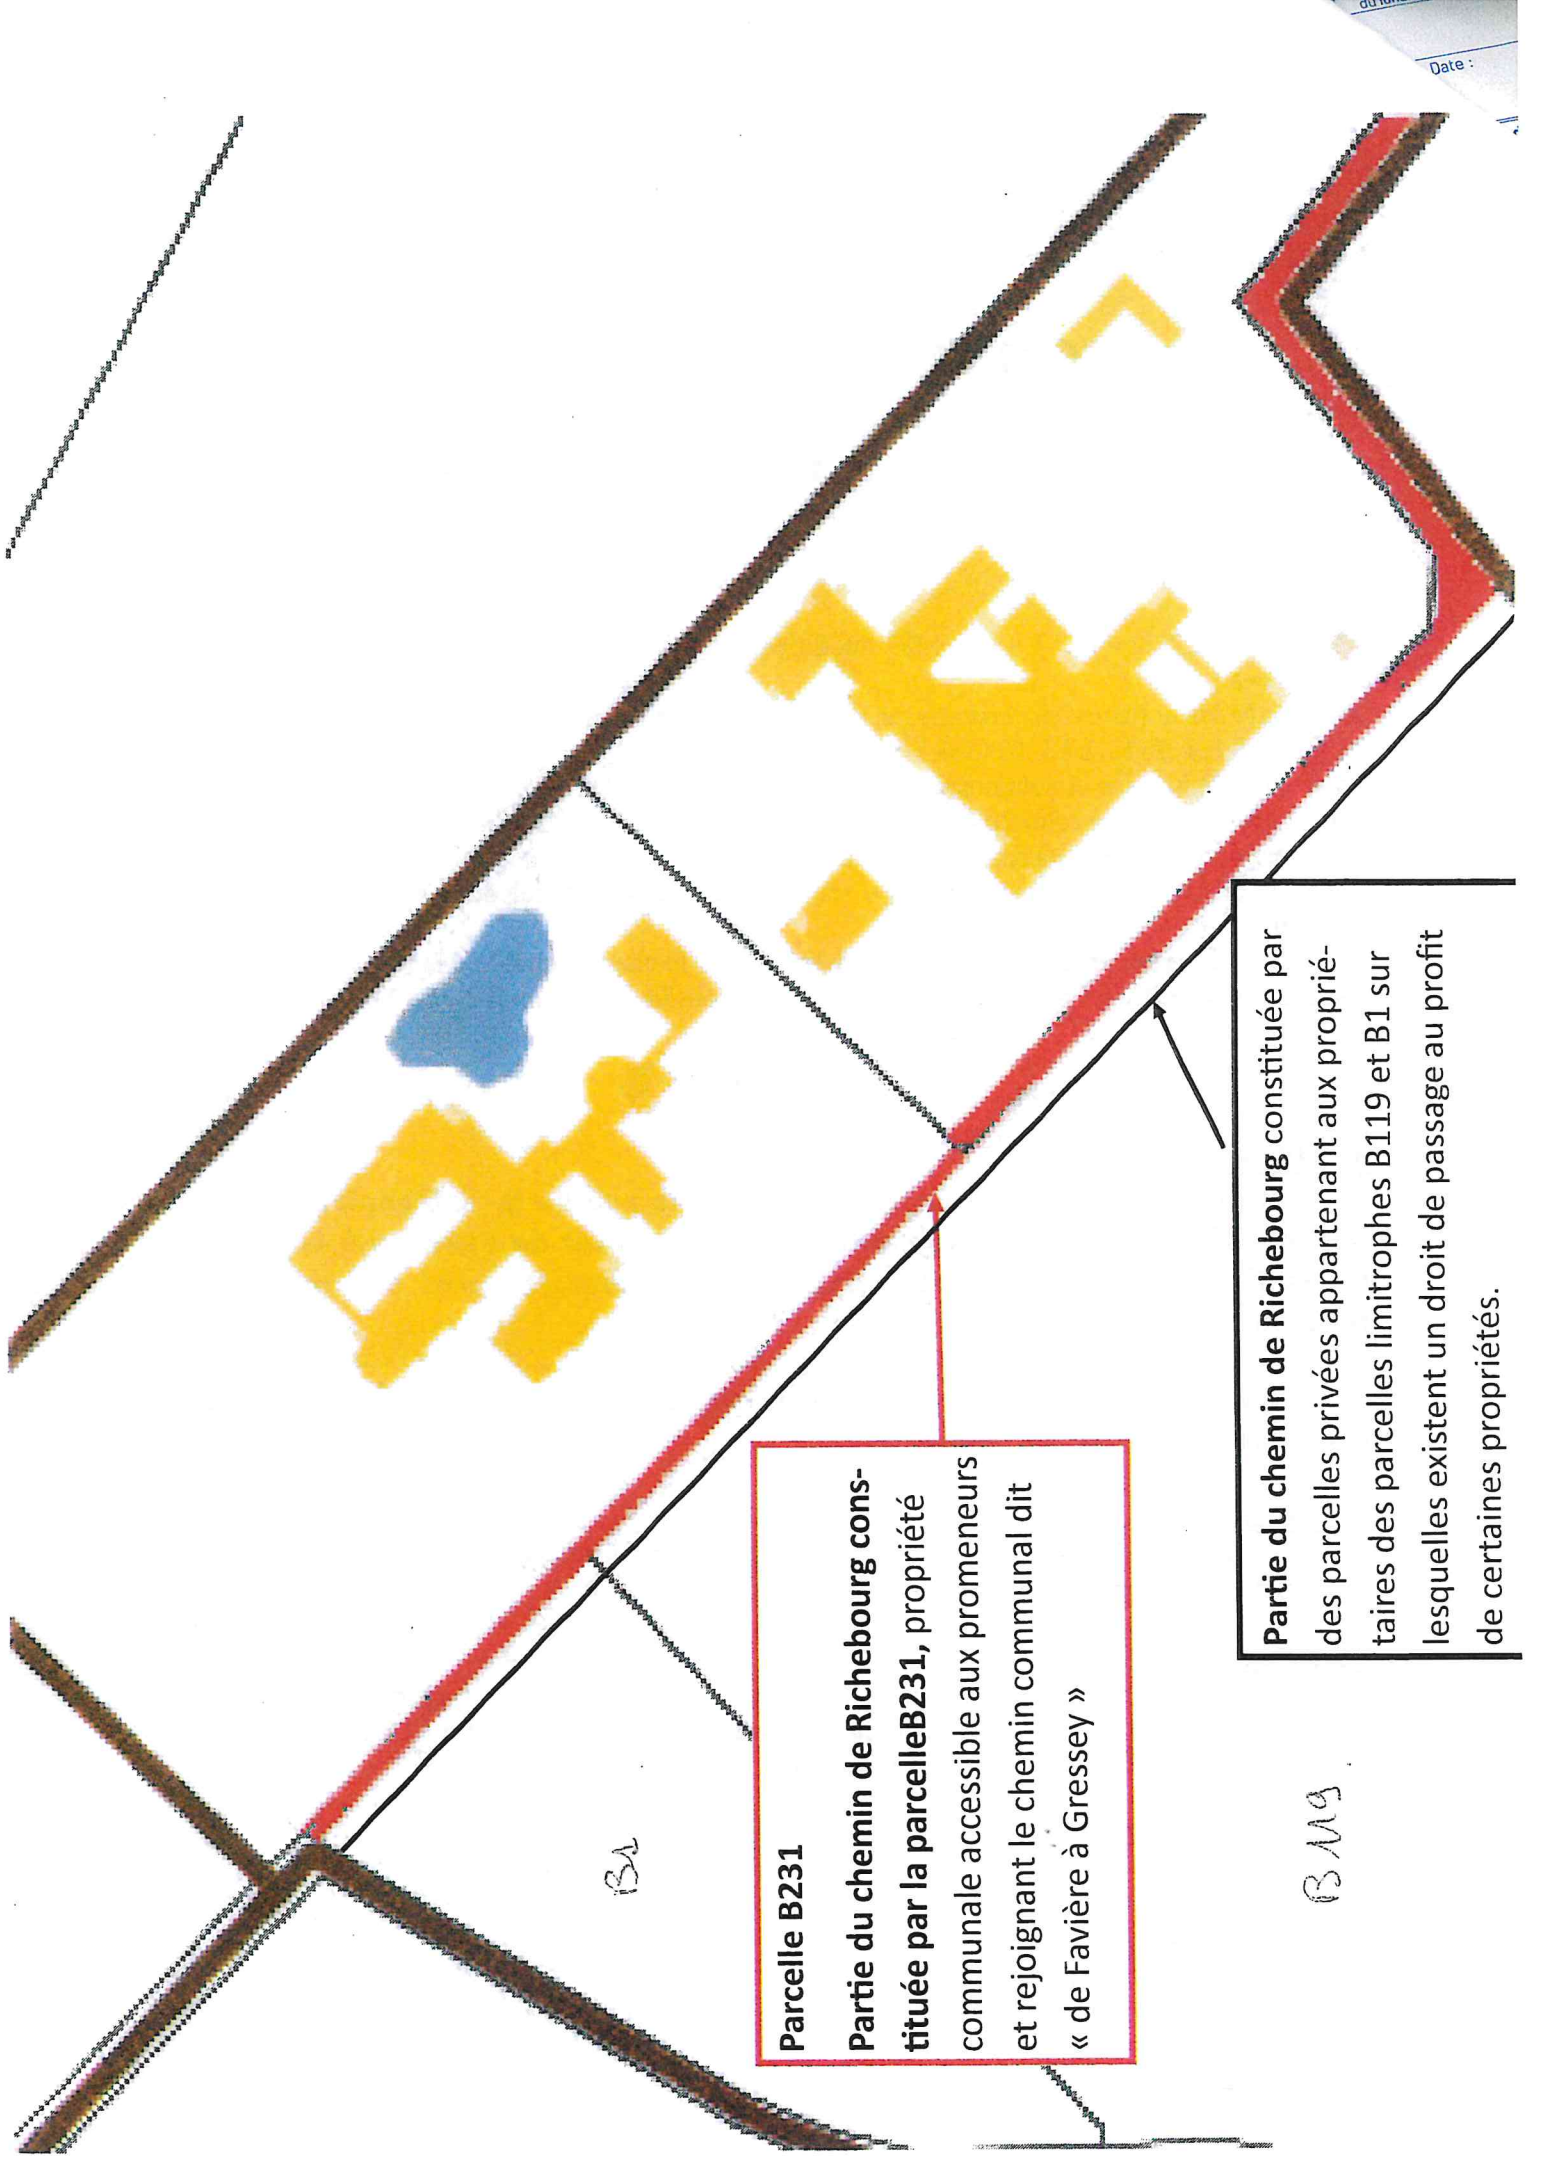 Parcelle B231
Partie du chemin de Richebourg cons-
tituée par la parcelleB231, propriété
communale accessible aux promeneurs
et rejoignant le chemin communal dit
« de Favière à Gressey »
Partie du chemin de Richebourg constituée par
des parcelles privées appartenant aux proprié-
taires des parcelles limitrophes B119 et B1 sur
lesquelles existent un droit de passage au profit
de certaines propriétés.
B1
B119
Date :